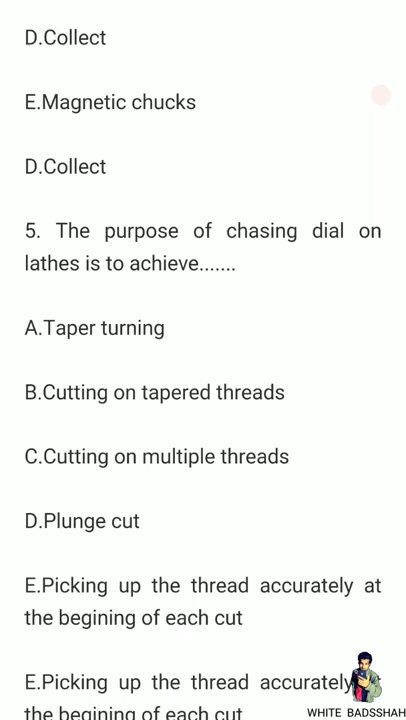 D.Collect
E.Magnetic chucks
D.Collect
5. The purpose of chasing dial on
lathes is to achieve.......
A.Taper turning
B.Cutting on tapered threads
C.Cutting on multiple threads
D.Plunge cut
E.Picking up the thread accurately at
the begining of each cut
E.Picking up the thread accurately
the begining of each cut
WHITE BADSSHAH